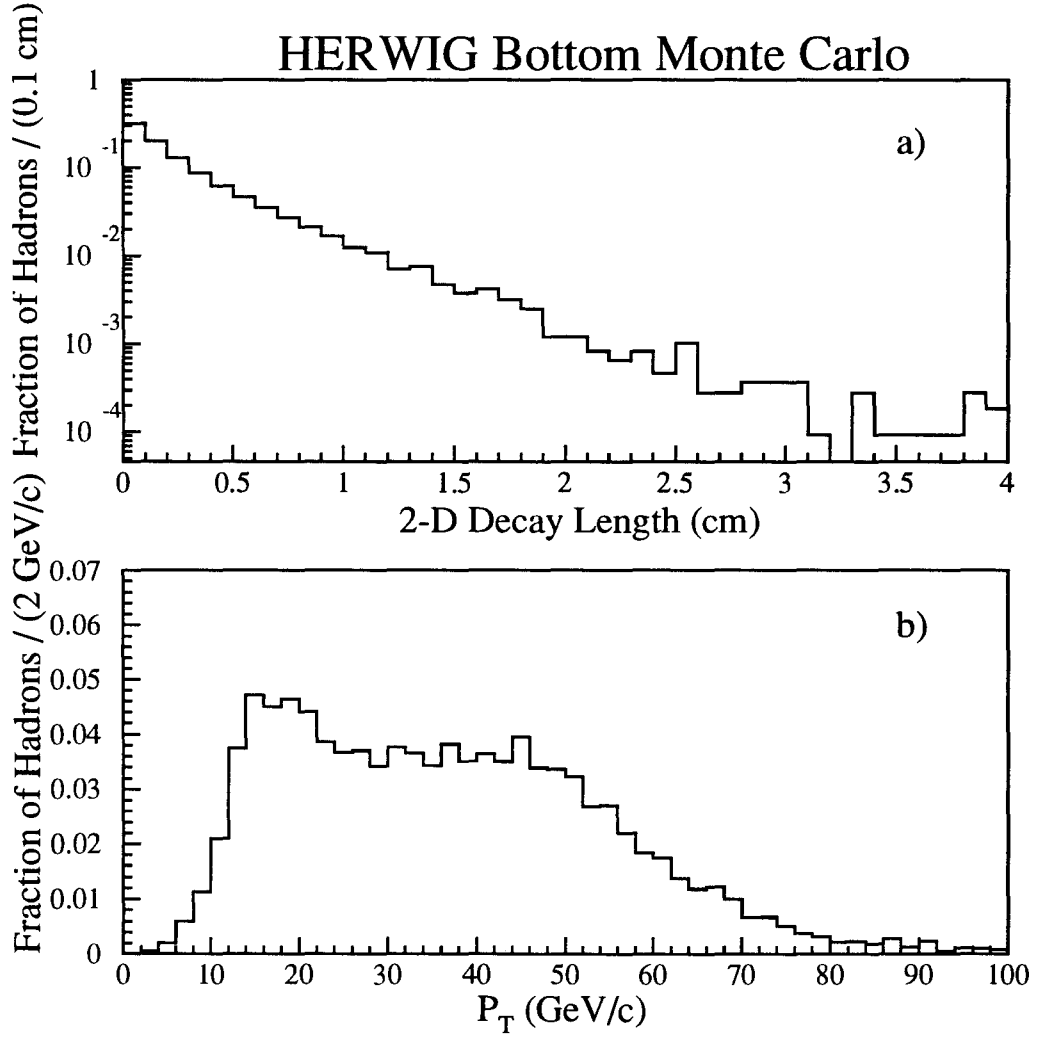 HERWIG Bottom Monte Carlo
Fraction of Hadrons / (0.1 cm)
1
10 -1
10 -2
10 -3
10 -4
a)
0 0.5 1 1.5 2 2.5 3 3.5 4
2-D Decay Length (cm)
Fraction of Hadrons / (2 GeV/c)
0.07
0.06
0.05
0.04
0.03
0.02
0.01
0
b)
0 10 20 30 40 50 60 70 80 90 100
P_T (GeV/c)